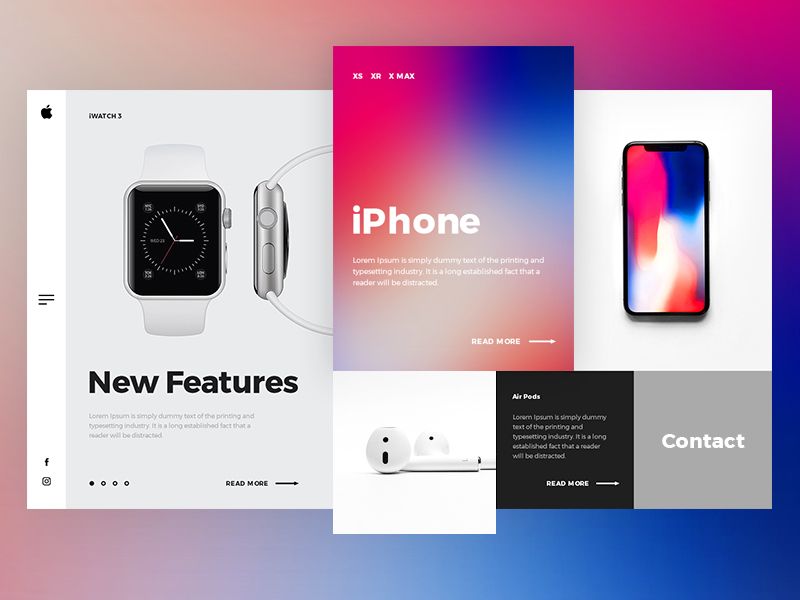 iWATCH 3
WED 23
New Features
Lorem Ipsum is simply dummy text of the printing and
typesetting industry. It is a long established fact that a
reader will be distracted.
READ MORE
XS XR X MAX
iPhone
Lorem Ipsum is simply dummy text of the printing and
typesetting industry. It is a long established fact that a
reader will be distracted.
READ MORE
Air Pods
Lorem Ipsum is simply dummy
text of the printing and
typesetting industry. It is a long
established fact that a reader
will be distracted.
READ MORE
Contact